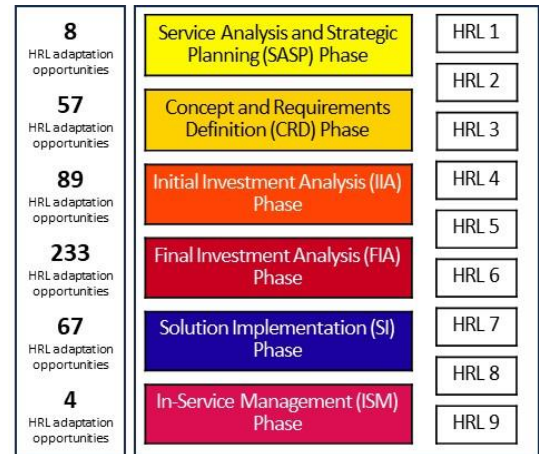 8
HRL adaptation
opportunities
57
HRL adaptation
opportunities
89
HRL adaptation
opportunities
233
HRL adaptation
opportunities
67
HRL adaptation
opportunities
4
HRL adaptation
opportunities
Service Analysis and Strategic
Planning (SASP) Phase
Concept and Requirements
Definition (CRD) Phase
Initial Investment Analysis (IIA)
Phase
Final Investment Analysis (FIA)
Phase
Solution Implementation (SI)
Phase
In-Service Management (ISM)
Phase
HRL 1
HRL 2
HRL 3
HRL 4
HRL 5
HRL 6
HRL 7
HRL 8
HRL 9